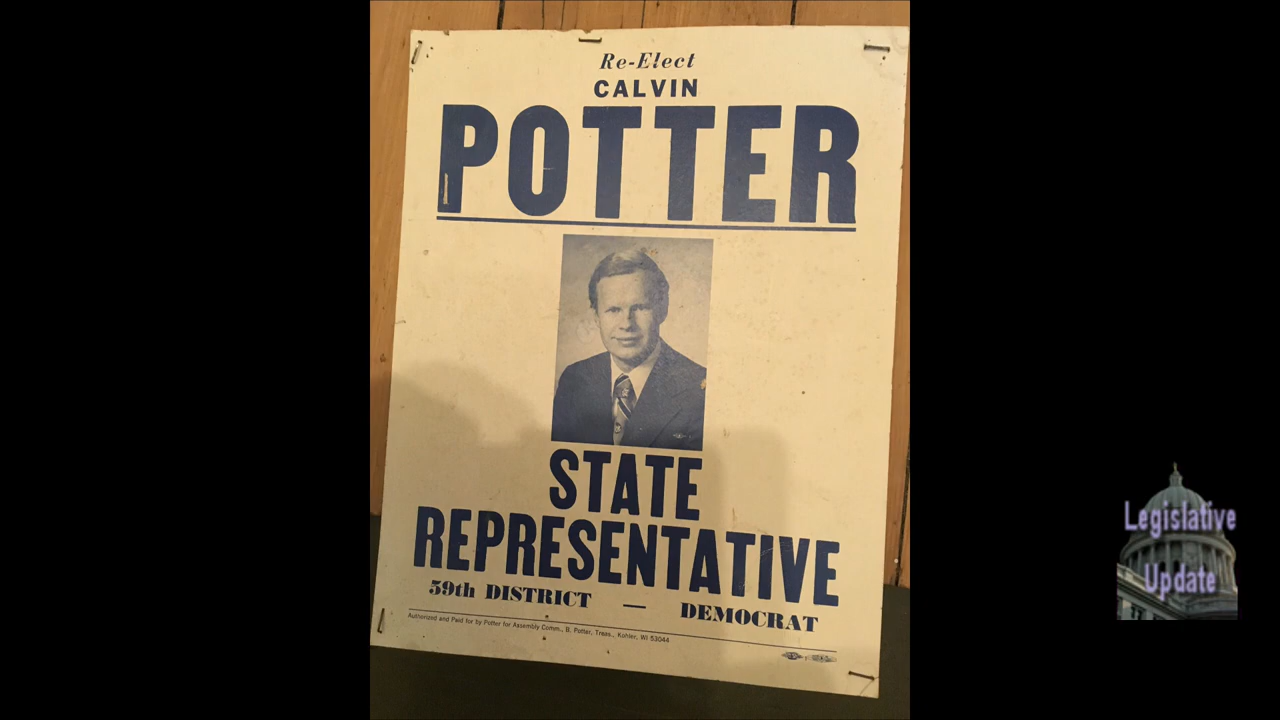 Re-Elect
CALVIN
POTTER
STATE
REPRESENTATIVE
59th DISTRICT — DEMOCRAT
Authorized and Paid for by Potter for Assembly Comm., B. Potter, Treas., Kohler, WI 53044
Legislative
Update